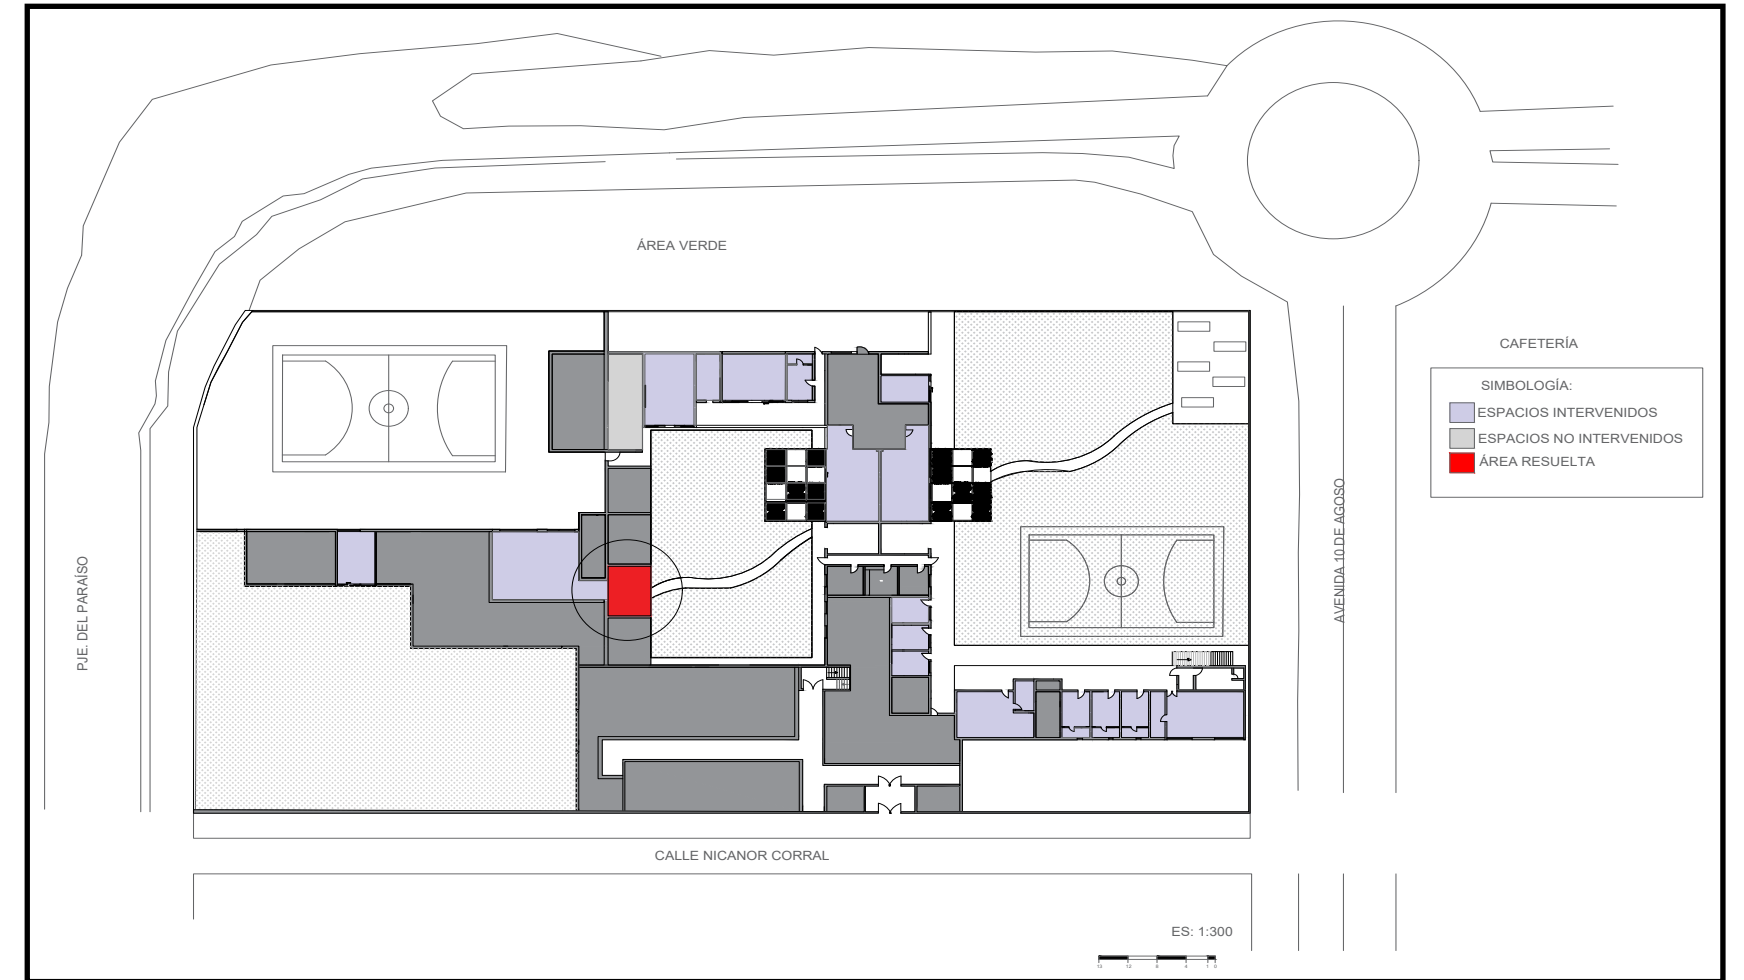 ÁREA VERDE
CAFETERÍA
SIMBOLOGÍA:
ESPACIOS INTERVENIDOS
ESPACIOS NO INTERVENIDOS
ÁREA RESUELTA
AVENIDA 10 DE AGOSO
PJE. DEL PARAÍSO
CALLE NICANOR CORRAL
ES: 1:300